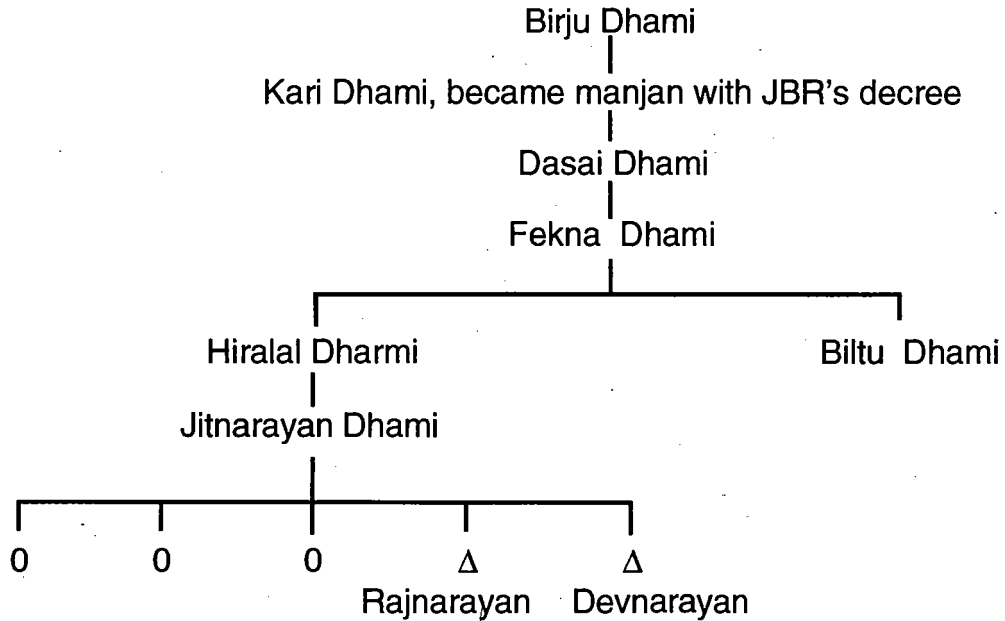 Birju Dhami
Kari Dhami, became manjan with JBR's decree
Dasai Dhami
Fekna Dhami
Hiralal Dharmi
Biltu Dhami
Jitnarayan Dhami
0 0 0 Δ Δ
Rajnarayan Devnarayan